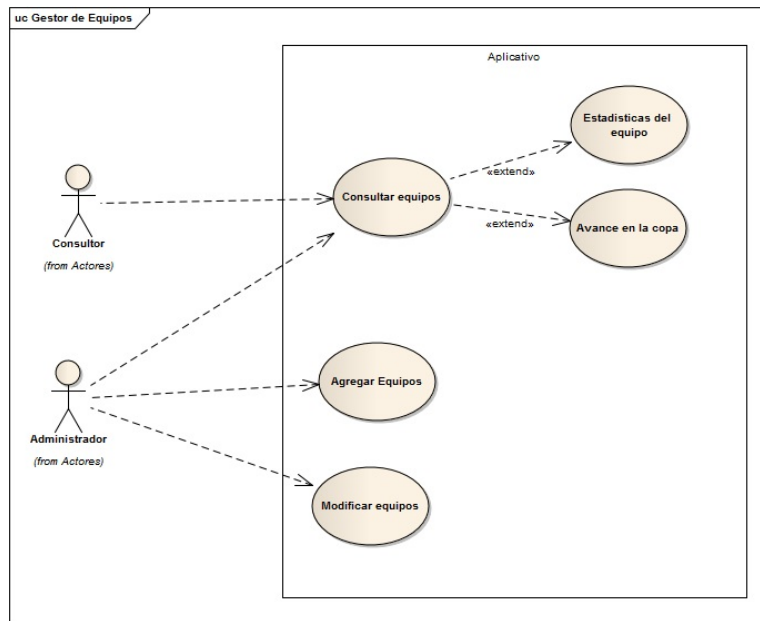 uc Gestor de Equipos
Aplicativo
Estadisticas del
equipo
«extend»
Consultar equipos
«extend»
Avance en la copa
Consultor
(from Actores)
Agregar Equipos
Administrador
(from Actores)
Modificar equipos